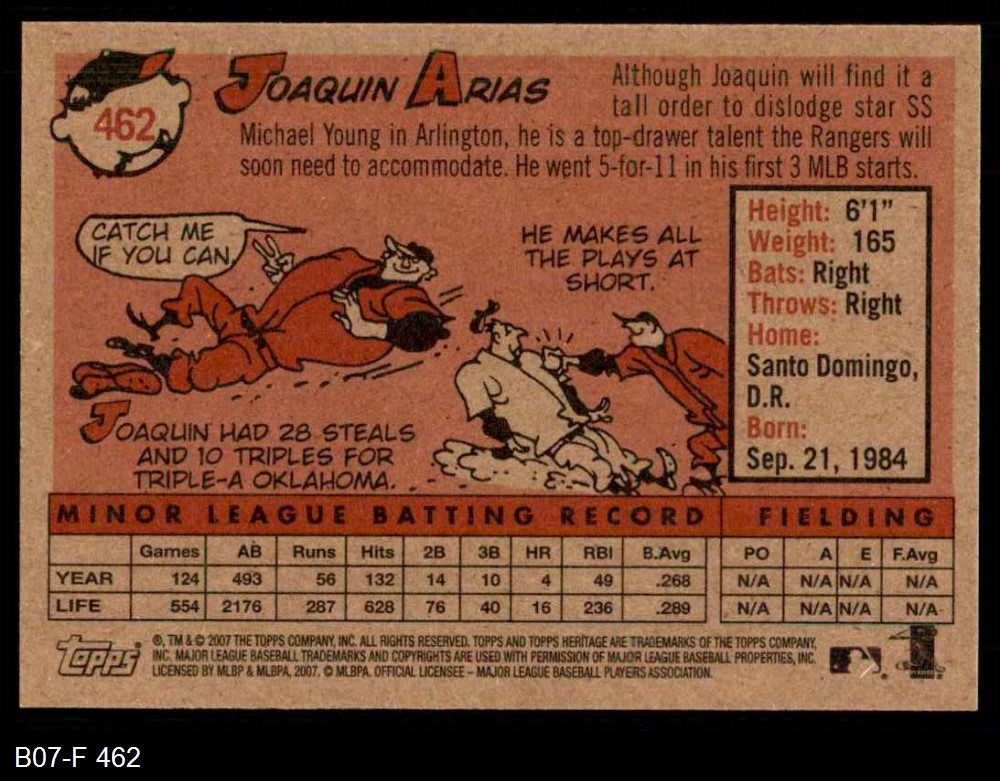 462
JOAQUIN ARIAS
Although Joaquin will find it a
tall order to dislodge star SS
Michael Young in Arlington, he is a top-drawer talent the Rangers will
soon need to accommodate. He went 5-for-11 in his first 3 MLB starts.
CATCH ME
IF YOU CAN
HE MAKES ALL
THE PLAYS AT
SHORT.
JOAQUIN HAD 28 STEALS
AND 10 TRIPLES FOR
TRIPLE-A OKLAHOMA.
Height: 6'1"
Weight: 165
Bats: Right
Throws: Right
Home:
Santo Domingo,
D.R.
Born:
Sep. 21, 1984
MINOR LEAGUE BATTING RECORD FIELDING
Games AB Runs Hits 2B 3B HR RBI B.Avg PO A E F.Avg
YEAR 124 493 56 132 14 10 4 49 .268 N/A N/A N/A N/A
LIFE 554 2176 287 628 76 40 16 236 .289 N/A N/A N/A N/A
Topps®
®, TM & © 2007 THE TOPPS COMPANY, INC. ALL RIGHTS RESERVED. TOPPS AND TOPPS HERITAGE ARE TRADEMARKS OF THE TOPPS COMPANY,
INC. MAJOR LEAGUE BASEBALL TRADEMARKS AND COPYRIGHTS ARE USED WITH PERMISSION OF MAJOR LEAGUE BASEBALL PROPERTIES, INC.
LICENSED BY MLBP & MLBPA, 2007. © MLBPA. OFFICIAL LICENSEE – MAJOR LEAGUE BASEBALL PLAYERS ASSOCIATION.
B07-F 462